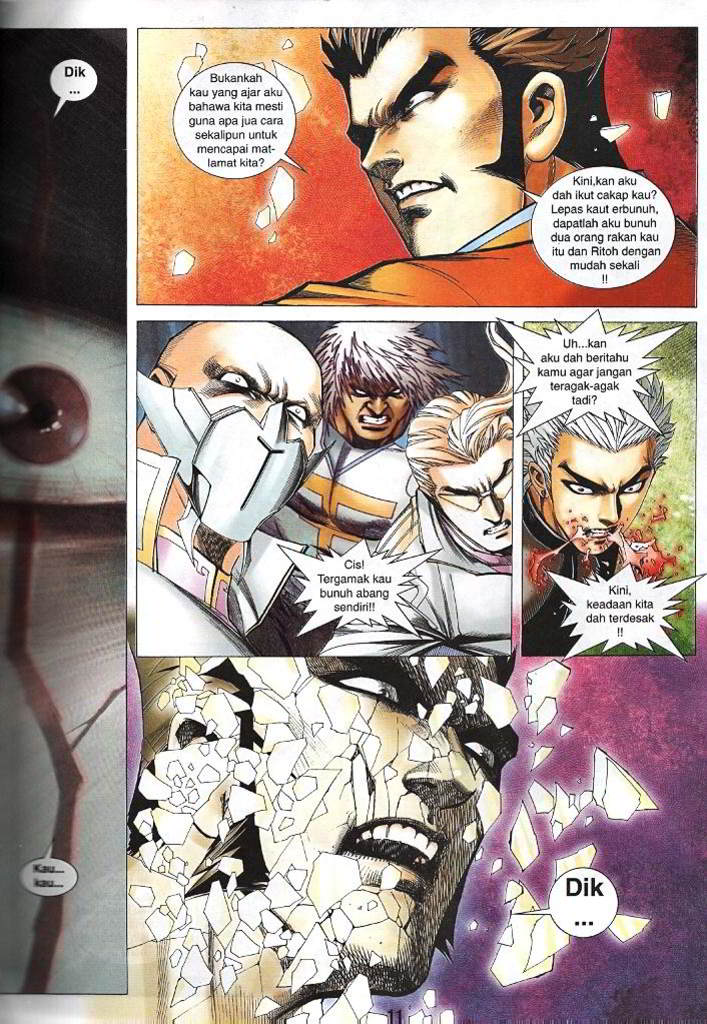 Dik
...
Kau...
kau...
Bukankah
kau yang ajar aku
bahawa kita mesti
guna apa jua cara
sekalipun untuk
mencapai mat-
lamat kita?
Kini,kan aku
dah ikut cakap kau?
Lepas kaut erbunuh,
dapatlah aku bunuh
dua orang rakan kau
itu dan Ritoh dengan
mudah sekali
!!
Cis!
Tergamak kau
bunuh abang
sendiri!!
Uh...kan
aku dah beritahu
kamu agar jangan
teragak-agak
tadi?
Kini,
keadaan kita
dah terdesak
!!
Dik
...
11